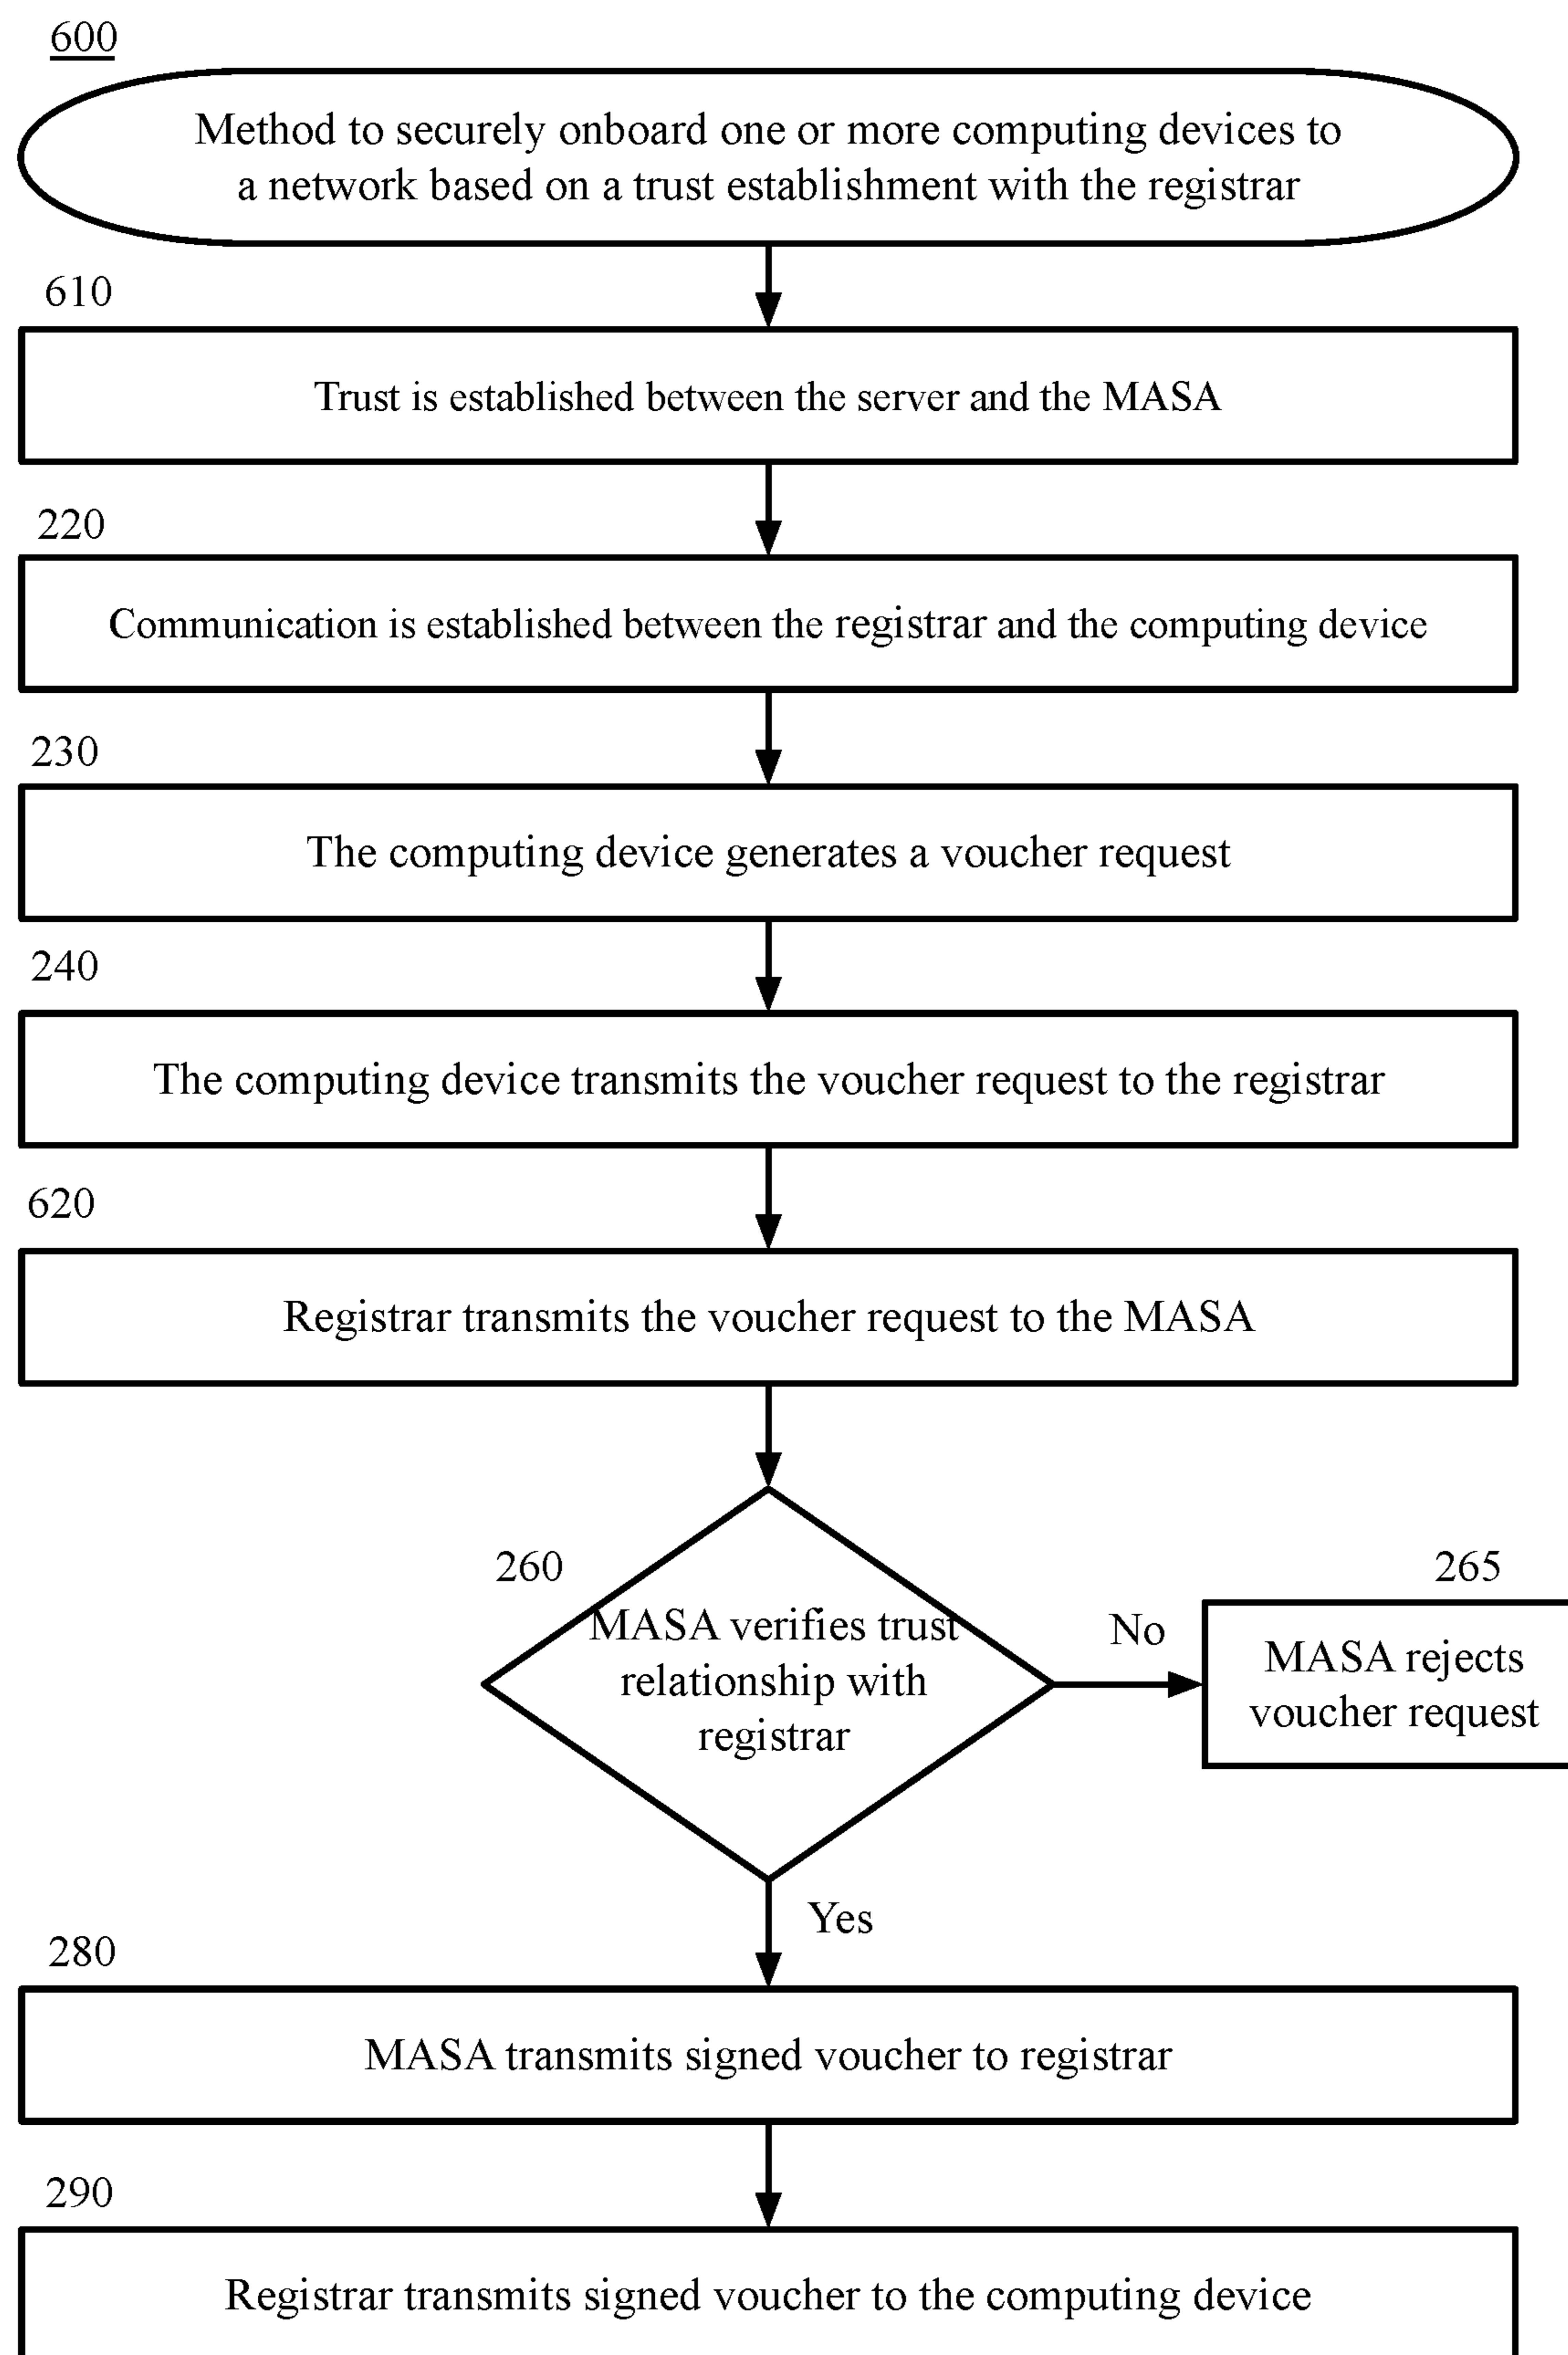 600
Method to securely onboard one or more computing devices to
a network based on a trust establishment with the registrar
610
Trust is established between the server and the MASA
220
Communication is established between the registrar and the computing device
230
The computing device generates a voucher request
240
The computing device transmits the voucher request to the registrar
620
Registrar transmits the voucher request to the MASA
260
MASA verifies trust
relationship with
registrar
No
265
MASA rejects
voucher request
Yes
280
MASA transmits signed voucher to registrar
290
Registrar transmits signed voucher to the computing device